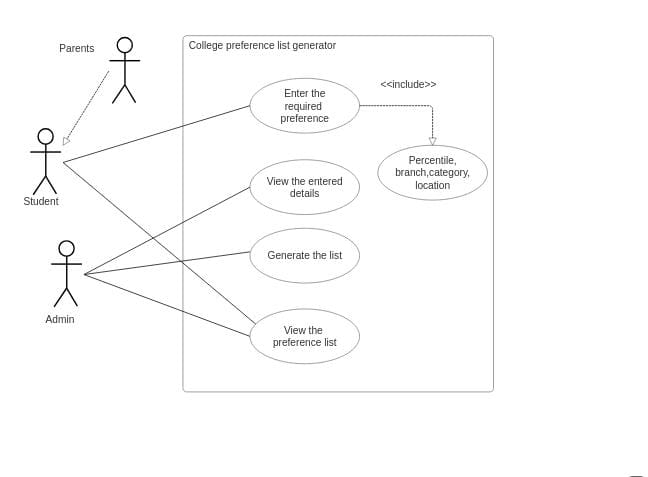 College preference list generator
Parents
<<include>>
Enter the
required
preference
Percentile,
branch,category,
location
Student
View the entered
details
Generate the list
Admin
View the
preference list